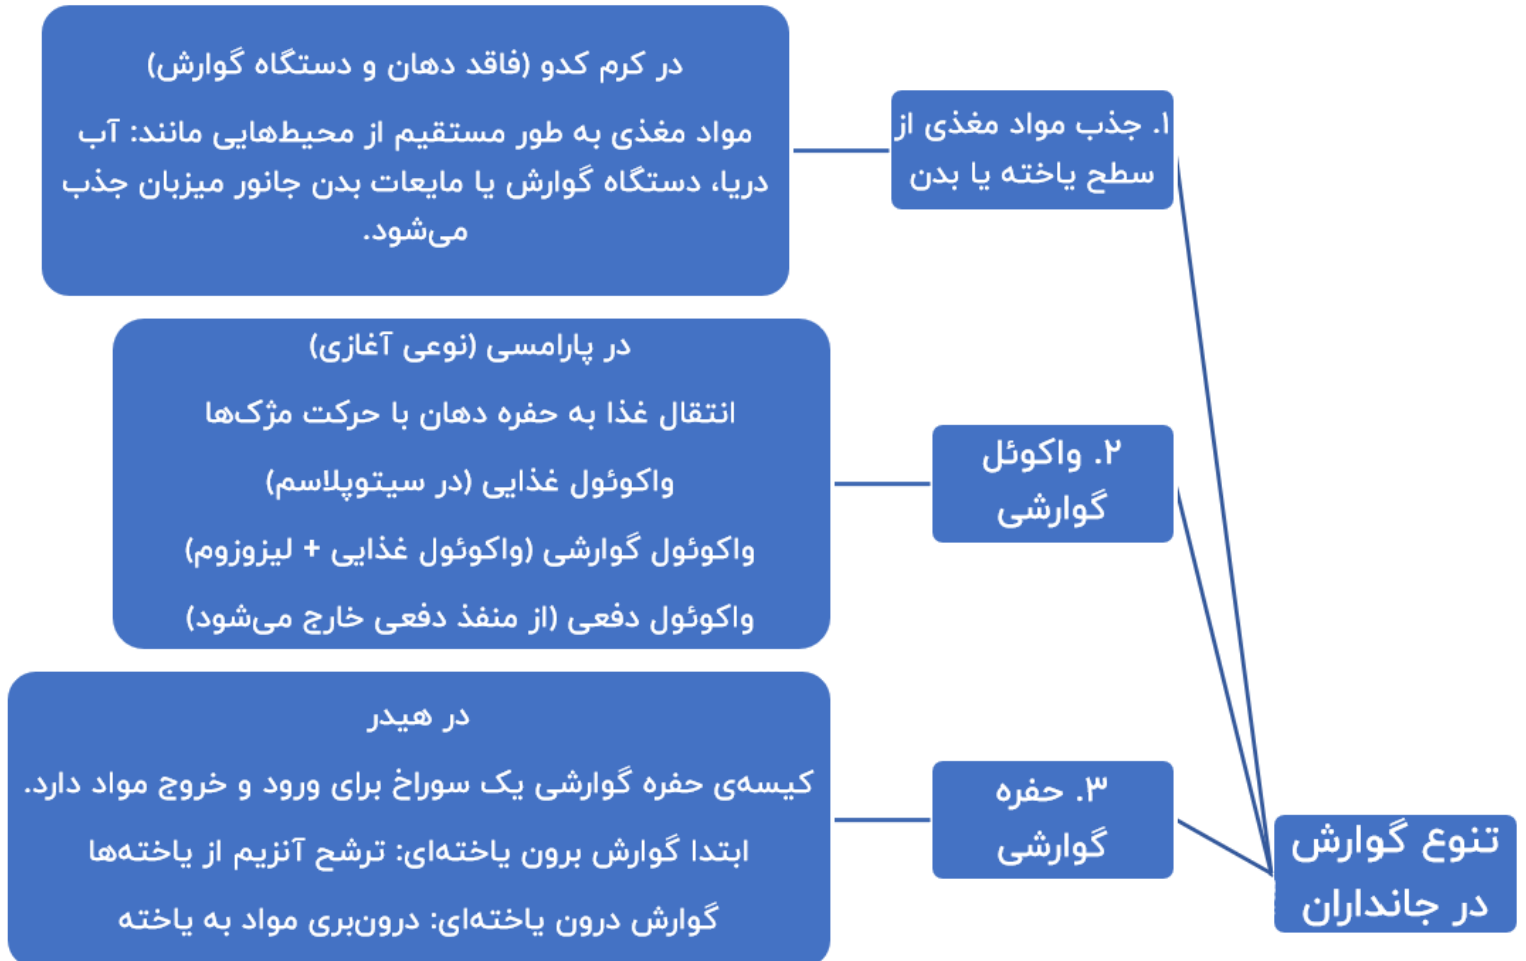 تنوع گوارش
در جانداران
۱. جذب مواد مغذی از
سطح یاخته یا بدن
در کرم کدو (فاقد دهان و دستگاه گوارش)
مواد مغذی به طور مستقیم از محیط‌هایی مانند: آب
دریا، دستگاه گوارش یا مایعات بدن جانور میزبان جذب
می‌شود.
۲. واکوئل
گوارشی
در پارامسی (نوعی آغازی)
انتقال غذا به حفره دهان با حرکت مژک‌ها
واکوئول غذایی (در سیتوپلاسم)
واکوئول گوارشی (واکوئول غذایی + لیزوزوم)
واکوئول دفعی (از منفذ دفعی خارج می‌شود)
۳. حفره
گوارشی
در هیدر
کیسه‌ی حفره گوارشی یک سوراخ برای ورود و خروج مواد دارد.
ابتدا گوارش برون یاخته‌ای: ترشح آنزیم از یاخته‌ها
گوارش درون یاخته‌ای: درون‌بری مواد به یاخته